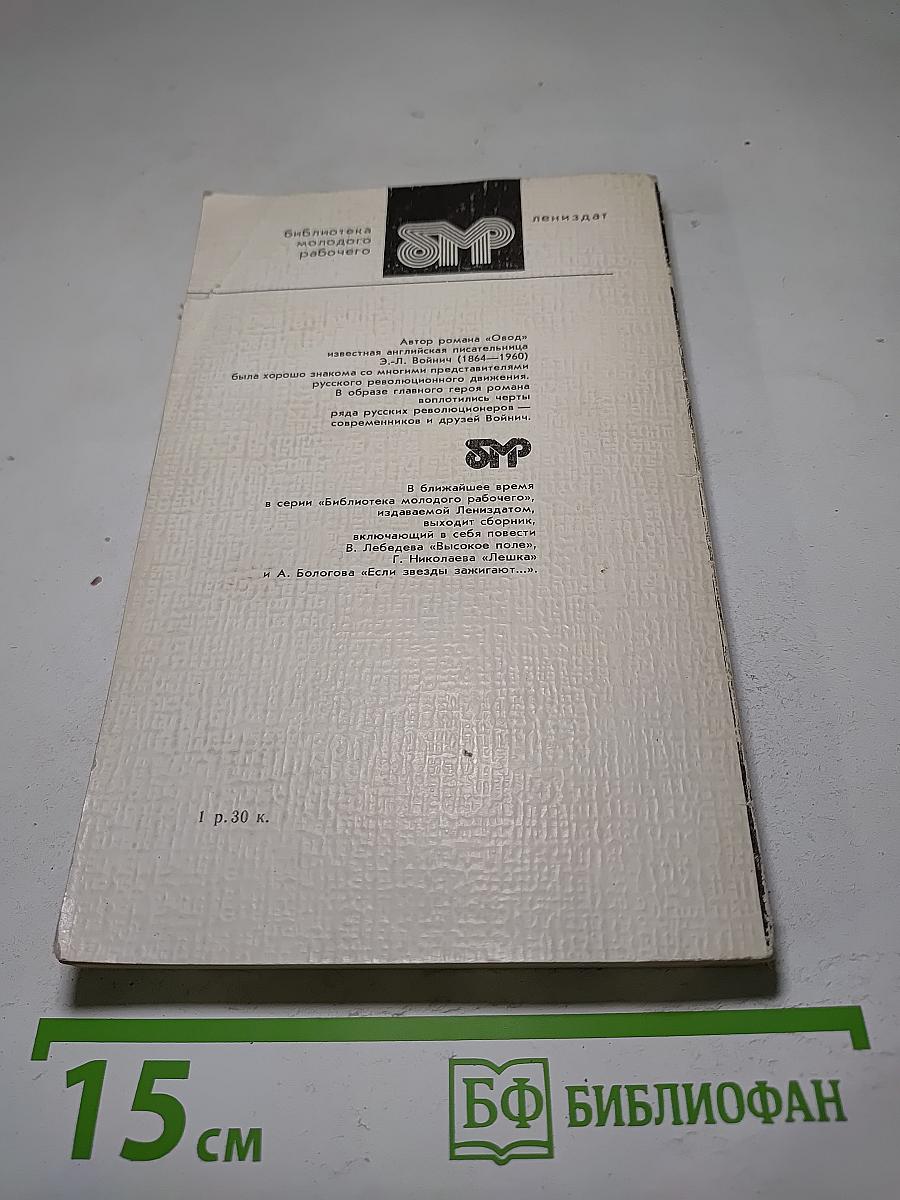 библиотека
молодого
рабочего
бмр
лениздат
Автор романа «Овод»
известная английская писательница
Э.-Л. Войнич (1864—1960)
была хорошо знакома со многими представителями
русского революционного движения.
В образе главного героя романа
воплотились черты
ряда русских революционеров —
современников и друзей Войнич.
бмр
В ближайшее время
в серии «Библиотека молодого рабочего»,
издаваемой Лениздатом,
выходит сборник,
включающий в себя повести
В. Лебедева «Высокое поле»,
Г. Николаева «Лешка»
и А. Бологова «Если звезды зажигают...».
1 р. 30 к.
15 см
БФ БИБЛИОФАН